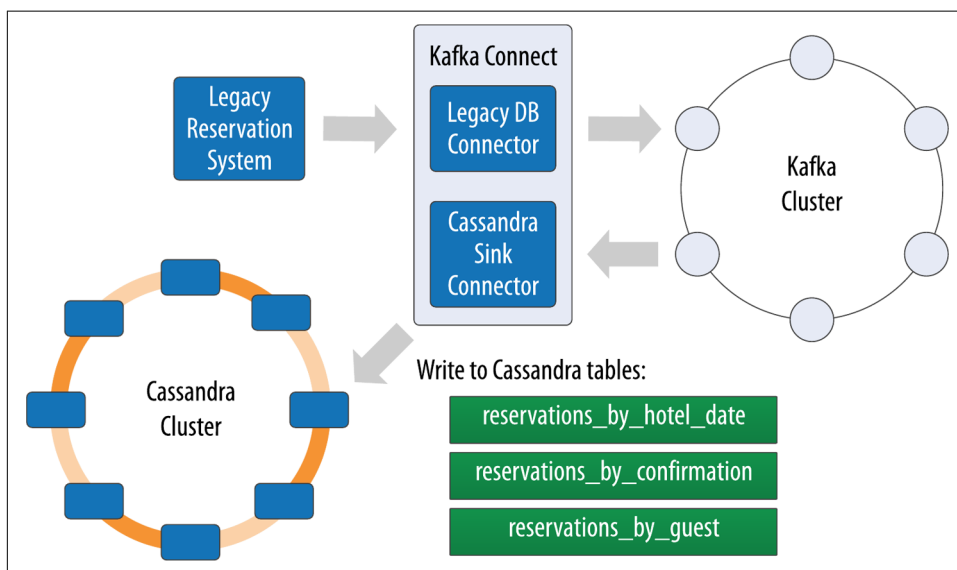 Kafka Connect
Legacy
Reservation
System
Legacy DB
Connector
Kafka
Cluster
Cassandra
Sink
Connector
Cassandra
Cluster
Write to Cassandra tables:
reservations_by_hotel_date
reservations_by_confirmation
reservations_by_guest